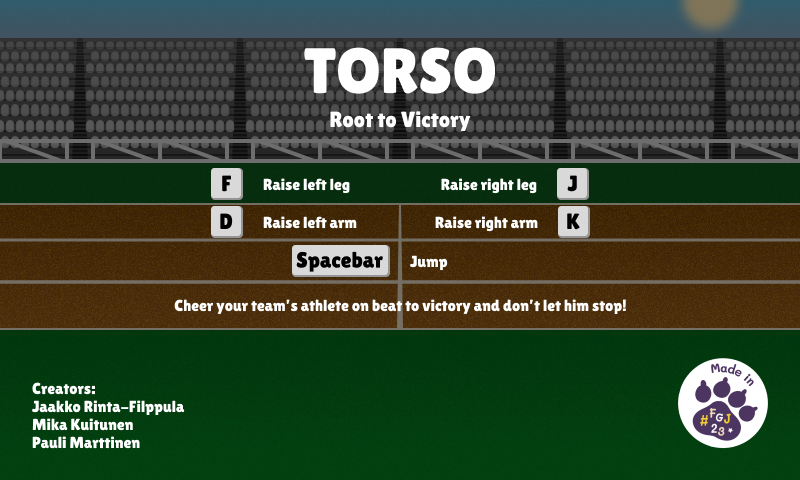 TORSO
Root to Victory
F Raise left leg Raise right leg J
D Raise left arm Raise right arm K
Spacebar Jump
Cheer your team's athlete on beat to victory and don't let him stop!
Creators:
Jaakko Rinta-Filppula
Mika Kuitunen
Pauli Marttinen
Made in
#FGJ
23*